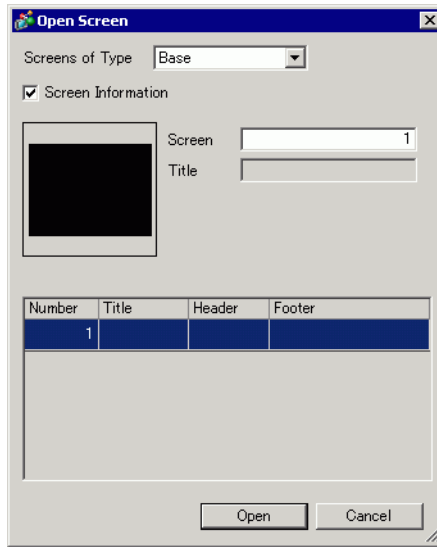 Open Screen
Screens of Type Base
Screen Information
Screen 1
Title
Number Title Header Footer
1
Open Cancel